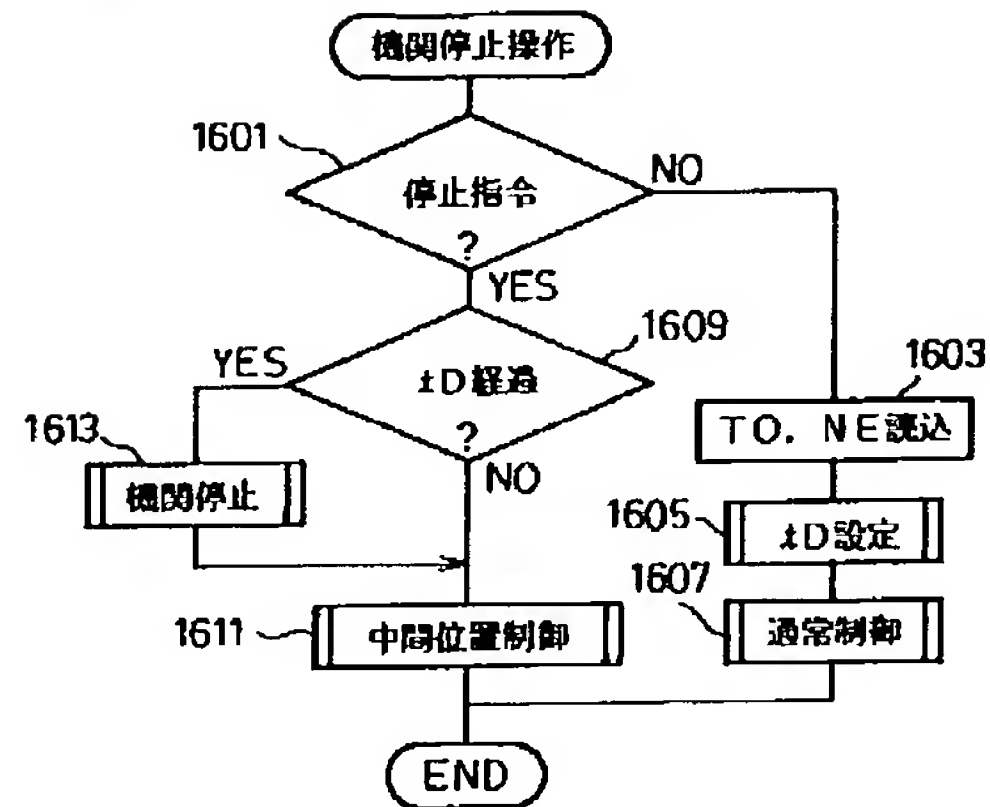 機関停止操作
1601
停止指令
?
NO
YES
1609
YES
tD経過
?
NO
1603
TO. NE読込
1613
機関停止
1605
tD設定
1607
通常制御
1611
中間位置制御
END